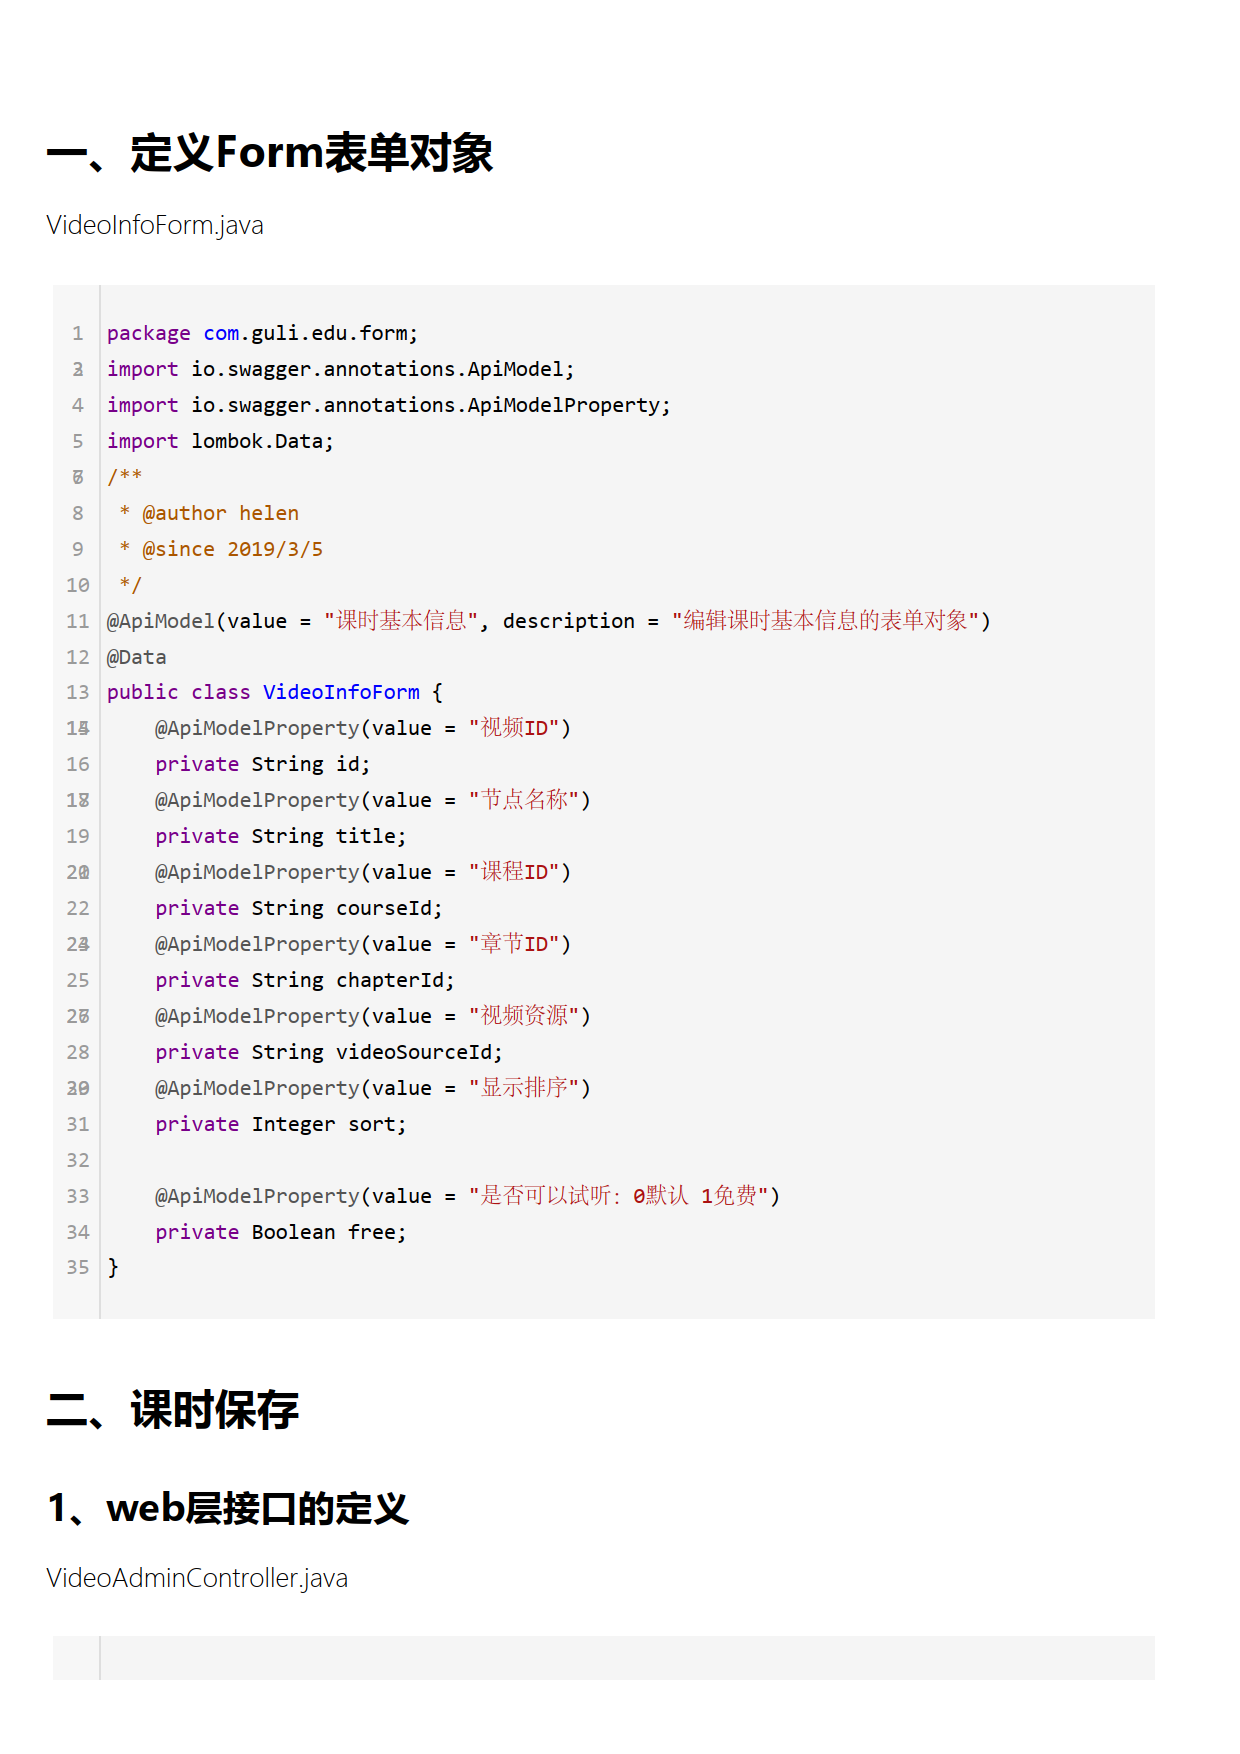 一、定义Form表单对象
VideoInfoForm.java
1 package com.guli.edu.form;
import io.swagger.annotations.ApiModel;
4 import io.swagger.annotations.ApiModelProperty;
5 import lombok.Data;
/**
8  * @author helen
9  * @since 2019/3/5
10  */
11 @ApiModel(value = "课时基本信息", description = "编辑课时基本信息的表单对象")
12 @Data
13 public class VideoInfoForm {
    @ApiModelProperty(value = "视频ID")
16     private String id;
    @ApiModelProperty(value = "节点名称")
19     private String title;
    @ApiModelProperty(value = "课程ID")
22     private String courseId;
    @ApiModelProperty(value = "章节ID")
25     private String chapterId;
    @ApiModelProperty(value = "视频资源")
28     private String videoSourceId;
    @ApiModelProperty(value = "显示排序")
31     private Integer sort;
32
33     @ApiModelProperty(value = "是否可以试听：0默认 1免费")
34     private Boolean free;
35 }
二、课时保存
1、web层接口的定义
VideoAdminController.java